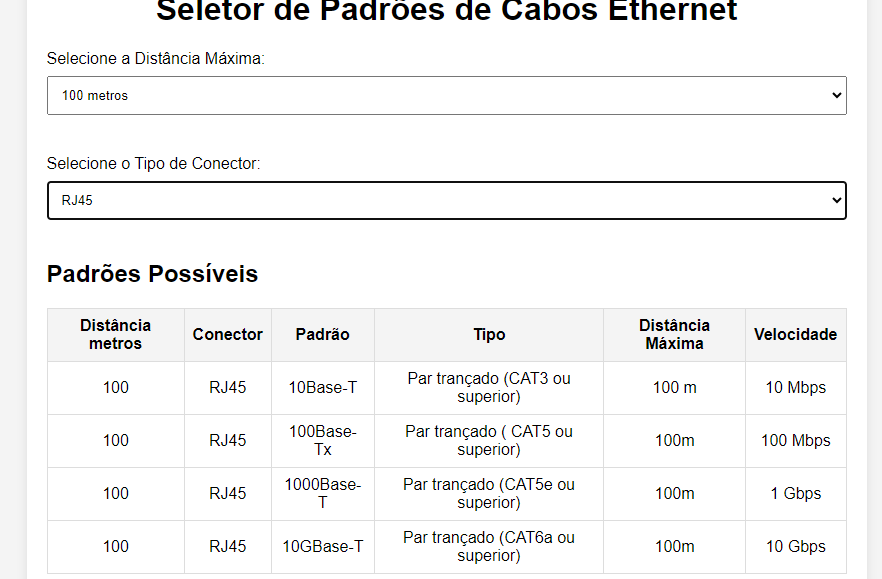 Seletor de Padrões de Cabos Ethernet
Selecione a Distância Máxima:
100 metros
Selecione o Tipo de Conector:
RJ45
Padrões Possíveis
Distância metros Conector Padrão Tipo Distância Máxima Velocidade
100 RJ45 10Base-T Par trançado (CAT3 ou superior) 100 m 10 Mbps
100 RJ45 100Base-Tx Par trançado ( CAT5 ou superior) 100m 100 Mbps
100 RJ45 1000Base-T Par trançado (CAT5e ou superior) 100m 1 Gbps
100 RJ45 10GBase-T Par trançado (CAT6a ou superior) 100m 10 Gbps